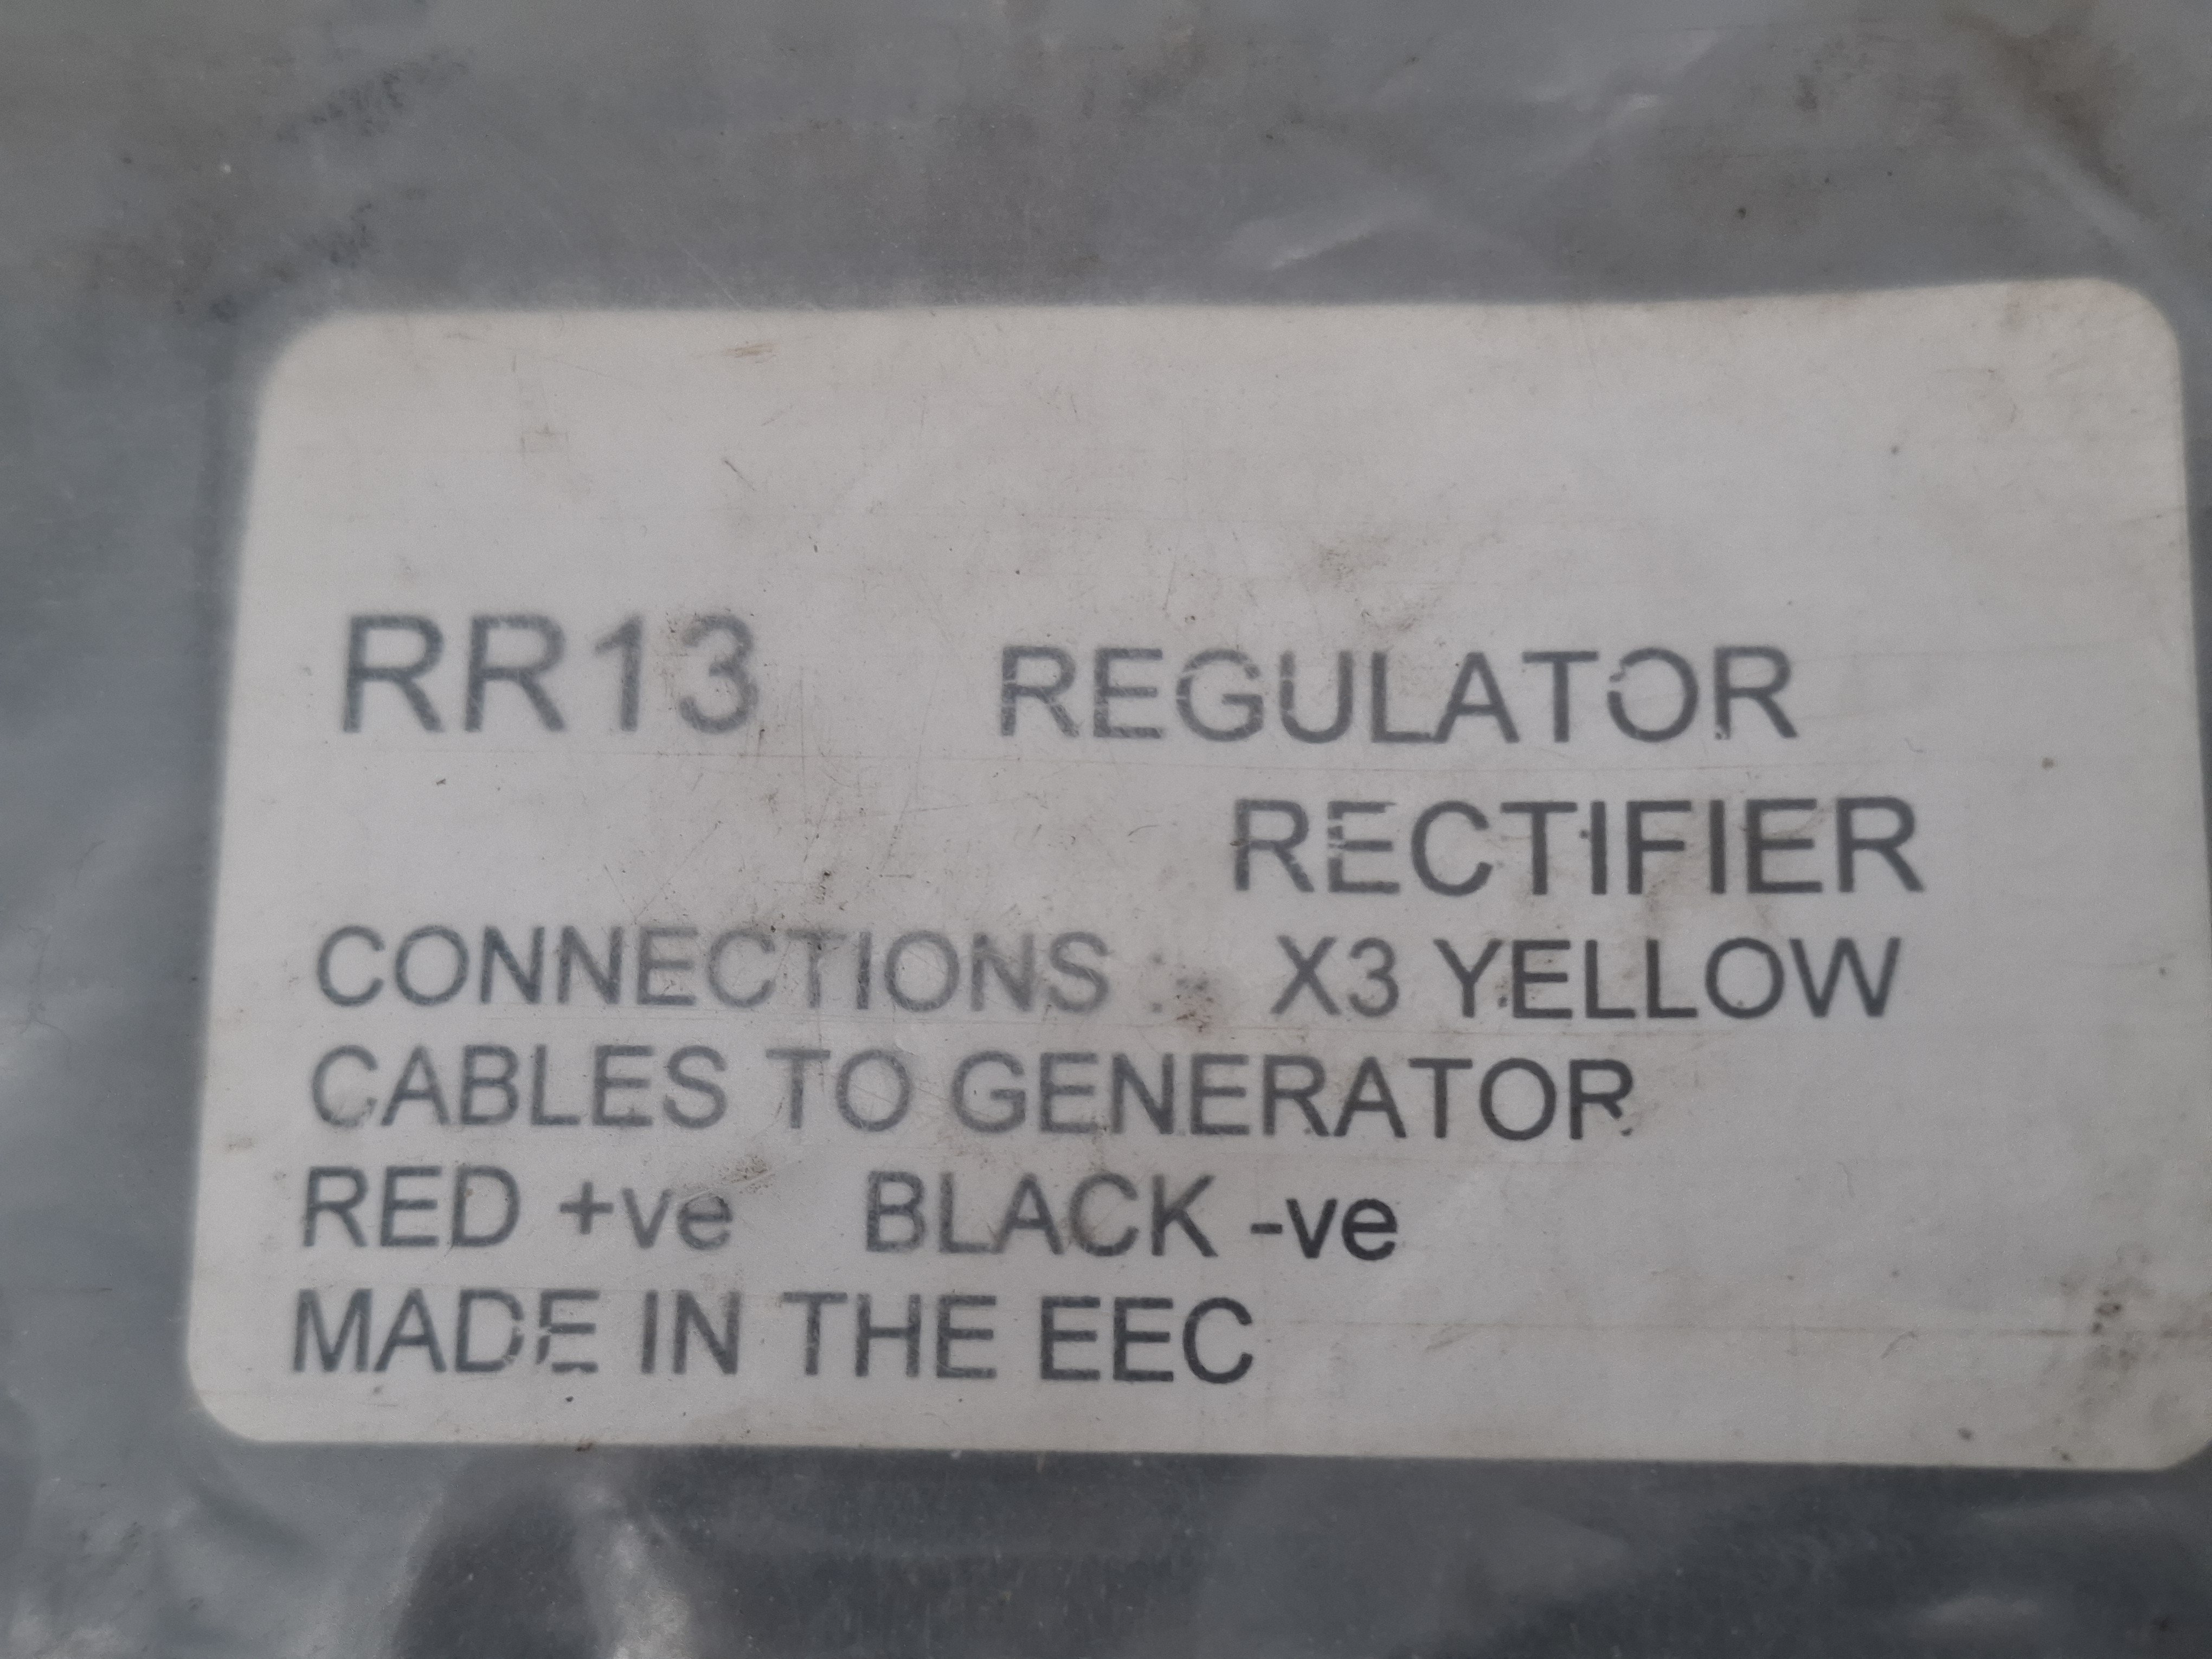 RR13 REGULATOR
RECTIFIER
CONNECTIONS : X3 YELLOW
CABLES TO GENERATOR
RED +ve BLACK -ve
MADE IN THE EEC